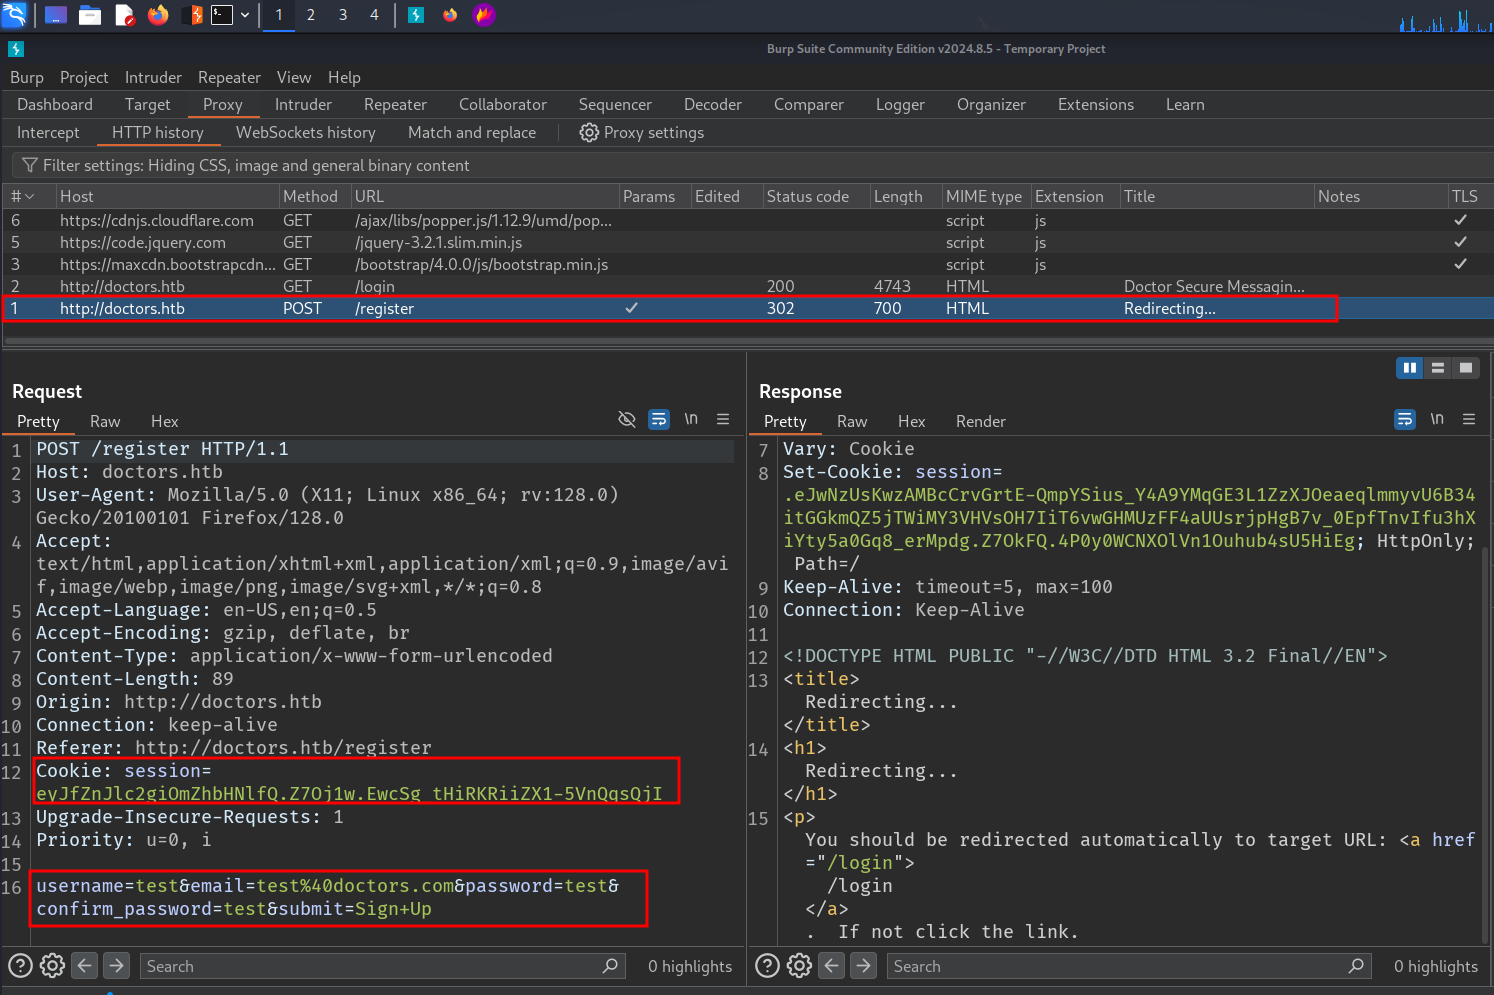 1 2 3 4
Burp Suite Community Edition v2024.8.5 - Temporary Project
Burp Project Intruder Repeater View Help
Dashboard Target Proxy Intruder Repeater Collaborator Sequencer Decoder Comparer Logger Organizer Extensions Learn
Intercept HTTP history WebSockets history Match and replace Proxy settings
Filter settings: Hiding CSS, image and general binary content
# Host Method URL Params Edited Status code Length MIME type Extension Title Notes TLS
6 https://cdnjs.cloudflare.com GET /ajax/libs/popper.js/1.12.9/umd/pop... script js ✓
5 https://code.jquery.com GET /jquery-3.2.1.slim.min.js script js ✓
3 https://maxcdn.bootstrapcdn... GET /bootstrap/4.0.0/js/bootstrap.min.js script js ✓
2 http://doctors.htb GET /login 200 4743 HTML Doctor Secure Messagin...
1 http://doctors.htb POST /register ✓ 302 700 HTML Redirecting...
Request
Pretty Raw Hex \n
1 POST /register HTTP/1.1
2 Host: doctors.htb
3 User-Agent: Mozilla/5.0 (X11; Linux x86_64; rv:128.0)
Gecko/20100101 Firefox/128.0
4 Accept:
text/html,application/xhtml+xml,application/xml;q=0.9,image/avi
f,image/webp,image/png,image/svg+xml,*/*;q=0.8
5 Accept-Language: en-US,en;q=0.5
6 Accept-Encoding: gzip, deflate, br
7 Content-Type: application/x-www-form-urlencoded
8 Content-Length: 89
9 Origin: http://doctors.htb
10 Connection: keep-alive
11 Referer: http://doctors.htb/register
12 Cookie: session=
eyJfZnJlc2giOmZhbHNlfQ.Z7Oj1w.EwcSg_tHiRKRiiZX1-5VnQqsQjI
13 Upgrade-Insecure-Requests: 1
14 Priority: u=0, i
15
16 username=test&email=test%40doctors.com&password=test&
confirm_password=test&submit=Sign+Up
Search 0 highlights
Response
Pretty Raw Hex Render \n
7 Vary: Cookie
8 Set-Cookie: session=
.eJwNzUsKwzAMBcCrvGrtE-QmpYSius_Y4A9YMqGE3L1ZzXJOeaeqlmmyvU6B34
itGGkmQZ5jTWiMY3VHVsOH7IiT6vwGHMUzFF4aUUsrjpHgB7v_0EpfTnvIfu3hX
iYty5a0Gq8_erMpdg.Z7OkFQ.4P0y0WCNXOlVn1Ouhub4sU5HiEg; HttpOnly;
Path=/
9 Keep-Alive: timeout=5, max=100
10 Connection: Keep-Alive
11
12 <!DOCTYPE HTML PUBLIC "-//W3C//DTD HTML 3.2 Final//EN">
13 <title>
Redirecting...
</title>
14 <h1>
Redirecting...
</h1>
15 <p>
You should be redirected automatically to target URL: <a href
="/login">
/login
</a>
. If not click the link.
Search 0 highlights